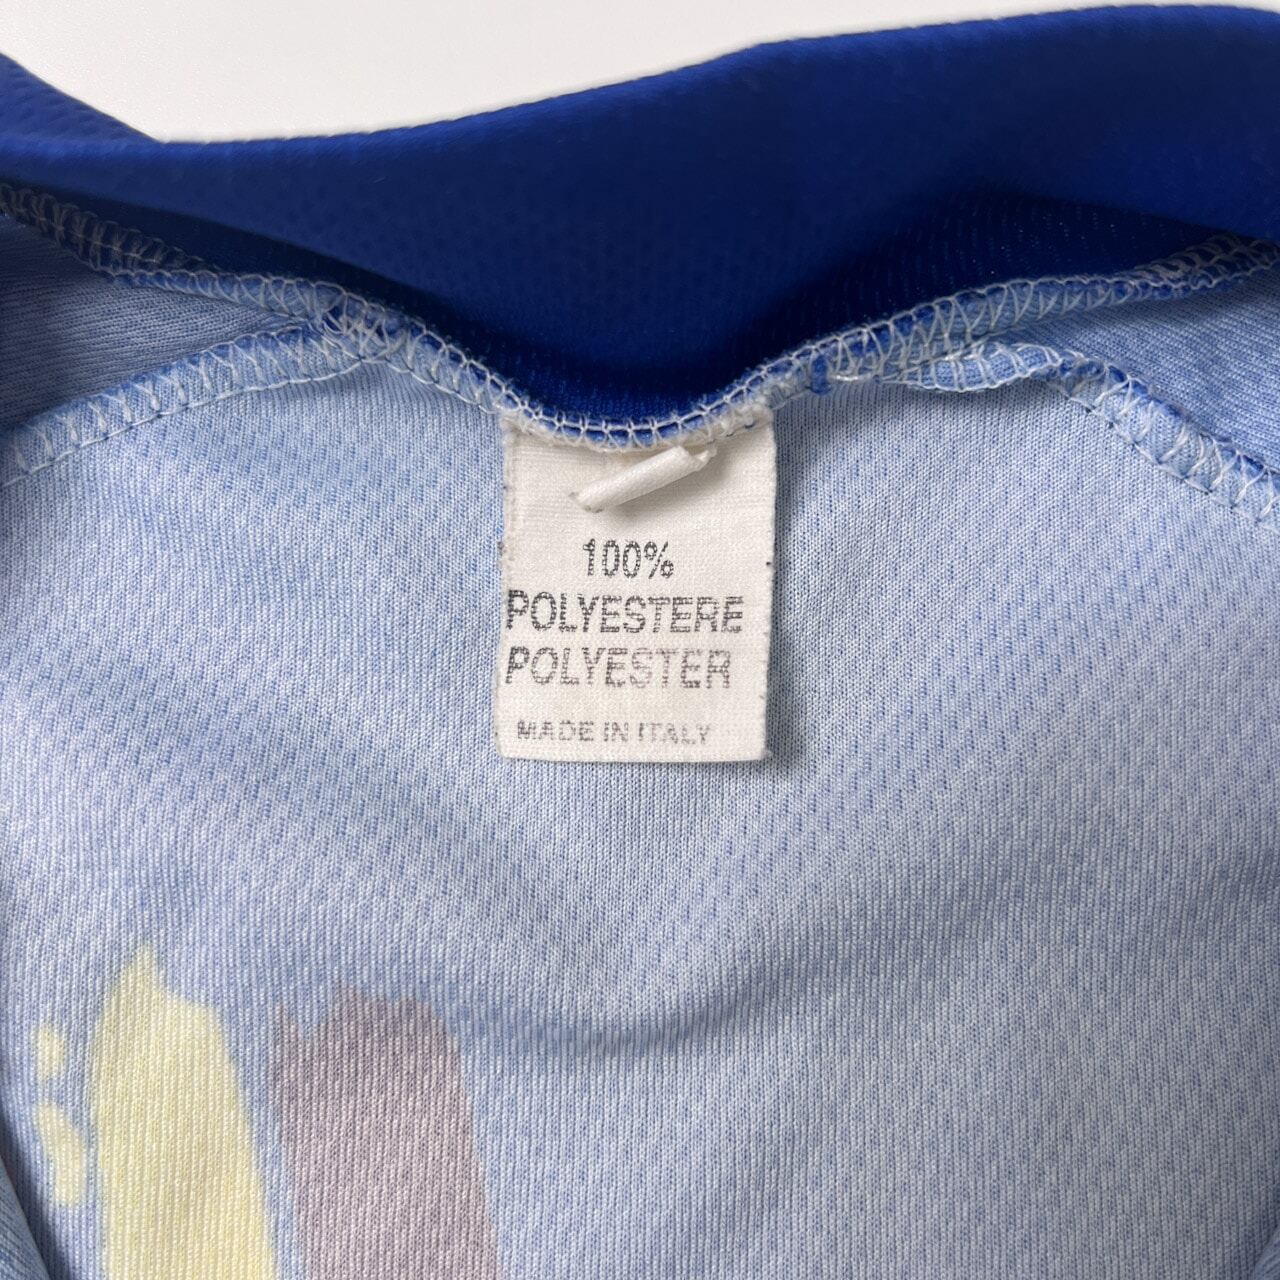 100%
POLYESTERE
POLYESTER
MADE IN ITALY